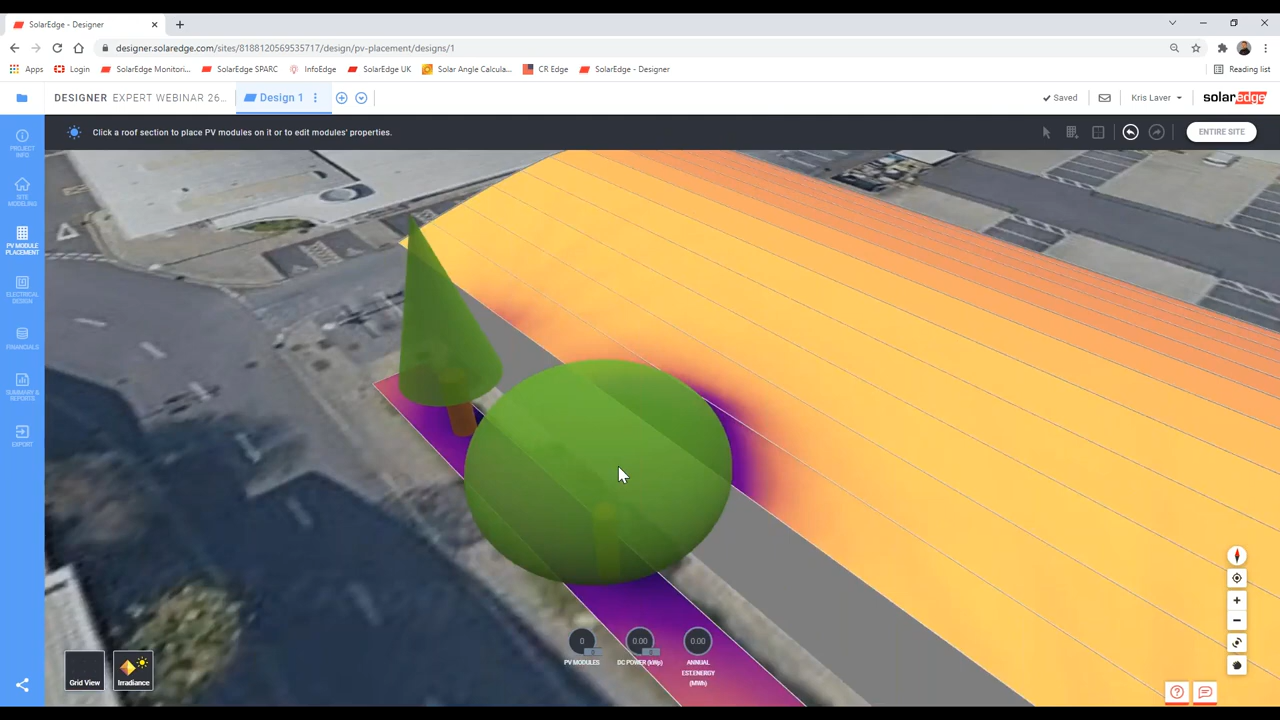 SolarEdge - Designer
designer.solaredge.com/sites/8188120569535717/design/pv-placement/designs/1
Apps
Login
SolarEdge Monitori...
SolarEdge SPARC
InfoEdge
SolarEdge UK
Solar Angle Calcula...
CR Edge
SolarEdge - Designer
Reading list
DESIGNER EXPERT WEBINAR 26...
Design 1
Saved
Kris Laver
solaredge
Click a roof section to place PV modules on it or to edit modules' properties.
ENTIRE SITE
PROJECT
INFO
SITE
MODELING
PV MODULE
PLACEMENT
ELECTRICAL
DESIGN
FINANCIALS
SUMMARY &
REPORTS
EXPORT
0
0.00
0.00
PV MODULES
DC POWER (kWp)
ANNUAL
EST.ENERGY
(MWh)
Grid View
Irradiance